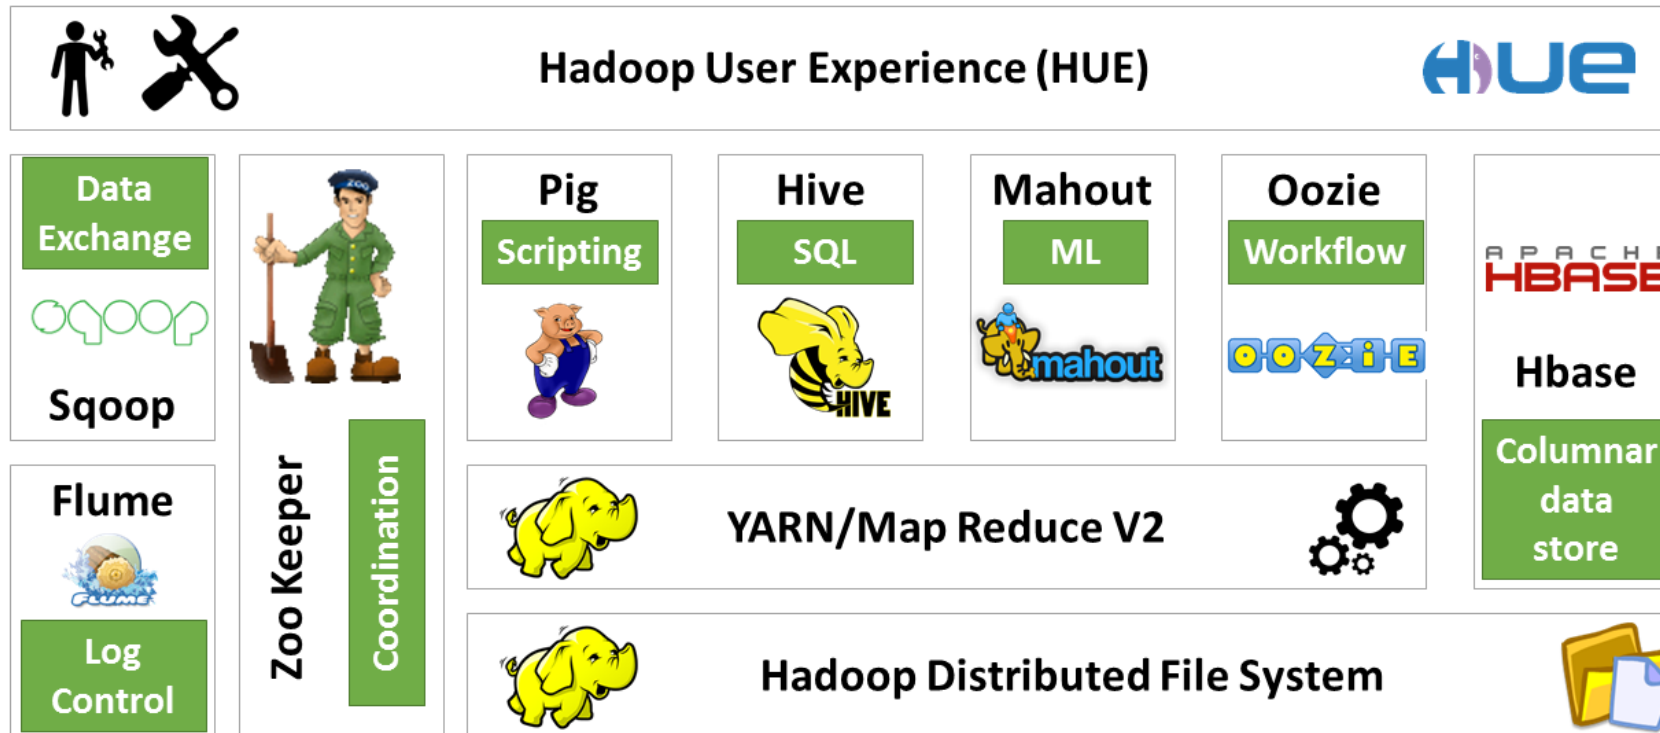 Hadoop User Experience (HUE)
HUE
Data
Exchange
sqoop
Sqoop
Flume
FLUME
Log
Control
ZOO
Zoo Keeper
Coordination
Pig
Scripting
Hive
SQL
HIVE
Mahout
ML
mahout
Oozie
Workflow
OOZiE
APACHE
HBASE
Hbase
Columnar
data
store
YARN/Map Reduce V2
Hadoop Distributed File System